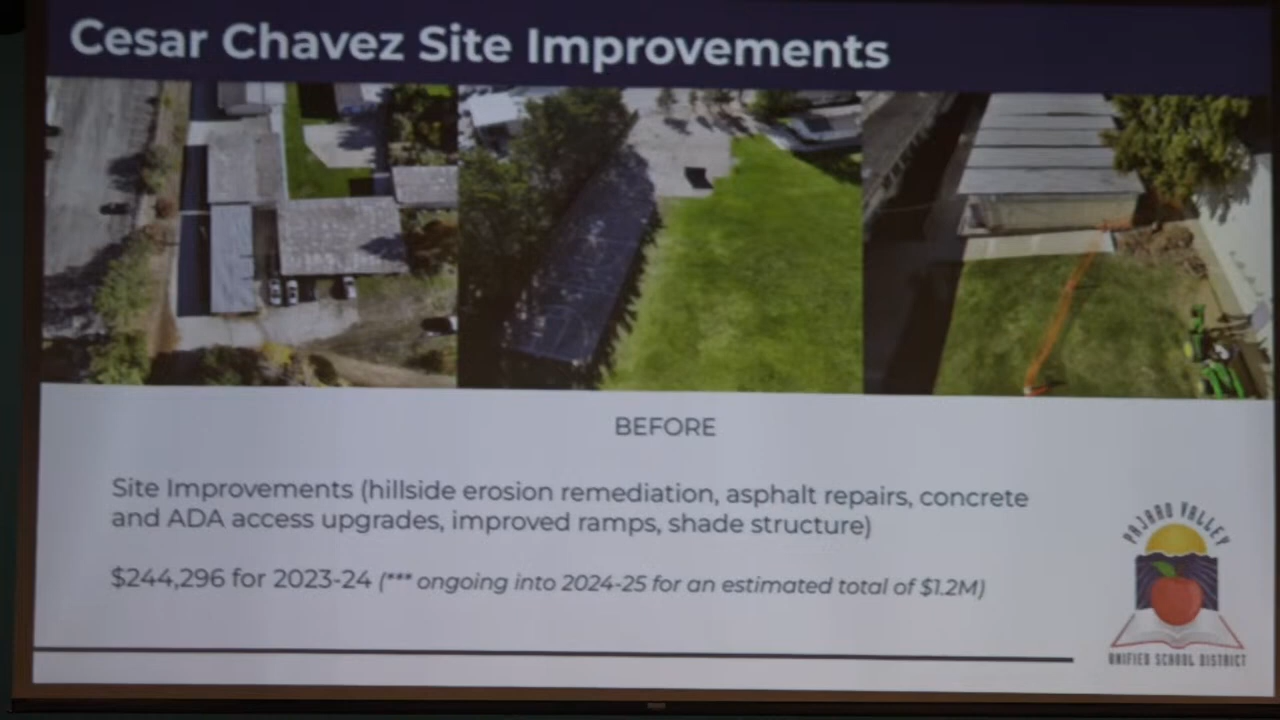 Cesar Chavez Site Improvements
BEFORE
Site Improvements (hillside erosion remediation, asphalt repairs, concrete
and ADA access upgrades, improved ramps, shade structure)
$244,296 for 2023-24 (*** ongoing into 2024-25 for an estimated total of $1.2M)
PAJARO VALLEY
UNIFIED SCHOOL DISTRICT